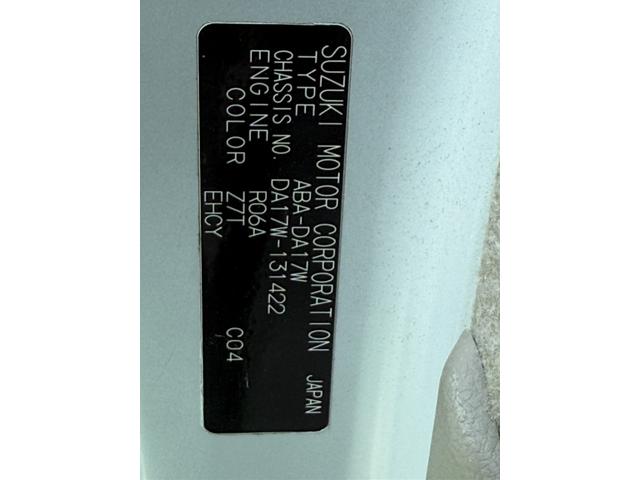 SUZUKI MOTOR CORPORATION JAPAN
TYPE ABA-DA17W
CHASSIS NO. DA17W-131422
ENGINE R06A
COLOR Z7T C04
EHCY